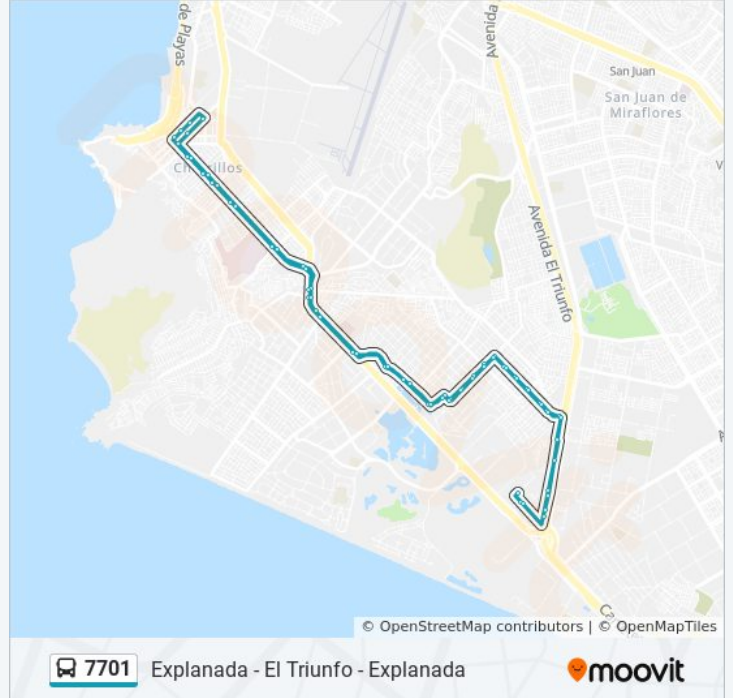 de Playas
Avenida
San Juan
San Juan de
Miraflores
V
Chorrillos
Avenida El Triunfo
Ca
© OpenStreetMap contributors | © OpenMapTiles
7701 Explanada - El Triunfo - Explanada
moovit